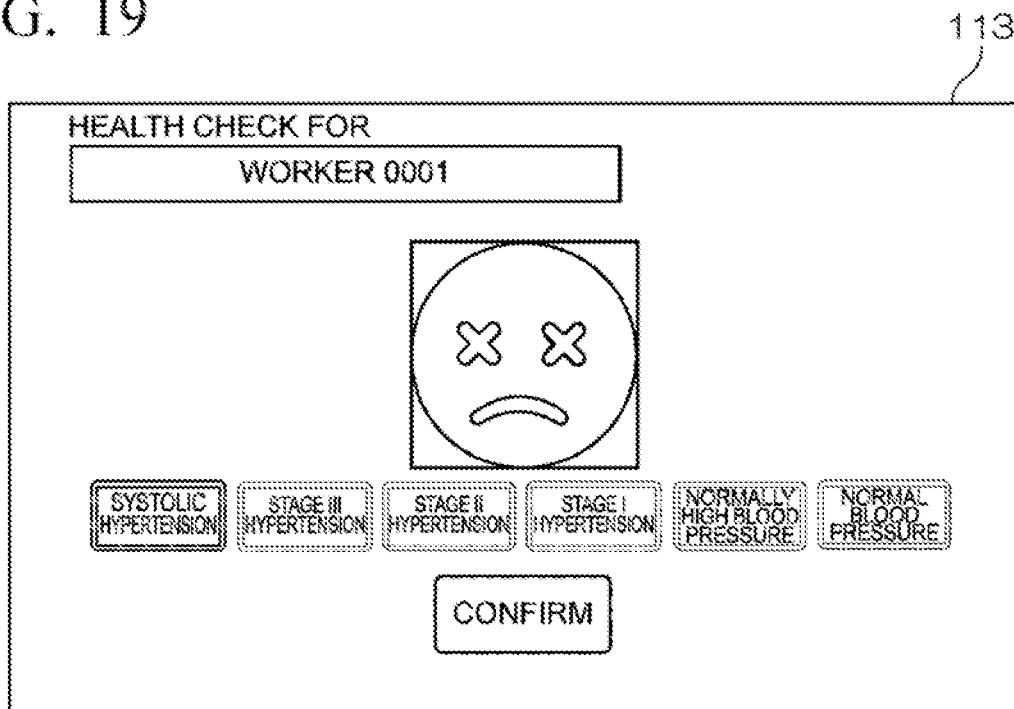 G. 19
113
HEALTH CHECK FOR
WORKER 0001
SYSTOLIC
HYPERTENSION
STAGE III
HYPERTENSION
STAGE II
HYPERTENSION
STAGE I
HYPERTENSION
NORMALLY
HIGH BLOOD
PRESSURE
NORMAL
BLOOD
PRESSURE
CONFIRM